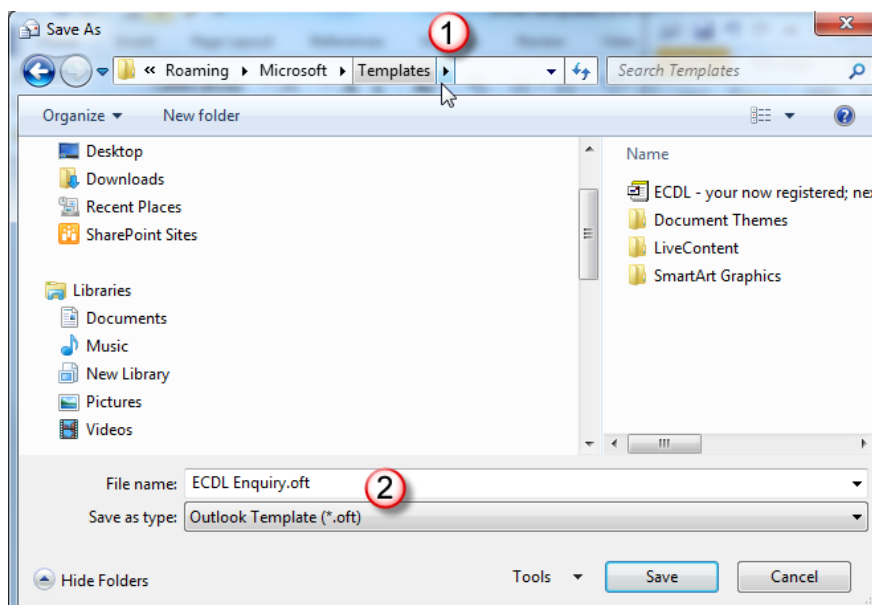 Save As
1
« Roaming Microsoft Templates
Search Templates
Organize New folder
Desktop
Downloads
Recent Places
SharePoint Sites
Libraries
Documents
Music
New Library
Pictures
Videos
Name
ECDL - your now registered; nex
Document Themes
LiveContent
SmartArt Graphics
File name: ECDL Enquiry.oft
2
Save as type: Outlook Template (*.oft)
Hide Folders
Tools Save Cancel